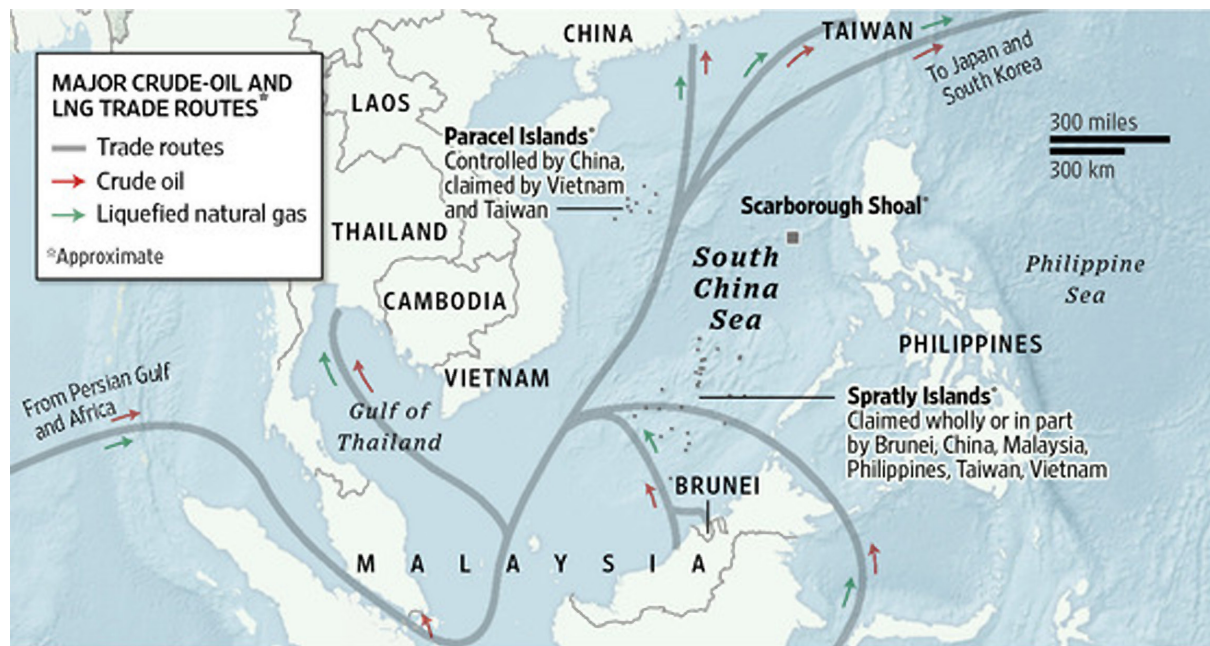 MAJOR CRUDE-OIL AND
LNG TRADE ROUTES*
Trade routes
Crude oil
Liquefied natural gas
*Approximate
CHINA
TAIWAN
To Japan and
South Korea
LAOS
300 miles
300 km
Paracel Islands*
Controlled by China,
claimed by Vietnam
and Taiwan
Scarborough Shoal*
THAILAND
South
China
Sea
Philippine
Sea
CAMBODIA
PHILIPPINES
VIETNAM
From Persian Gulf
and Africa
Gulf of
Thailand
Spratly Islands*
Claimed wholly or in part
by Brunei, China, Malaysia,
Philippines, Taiwan, Vietnam
*BRUNEI
MALAYSIA